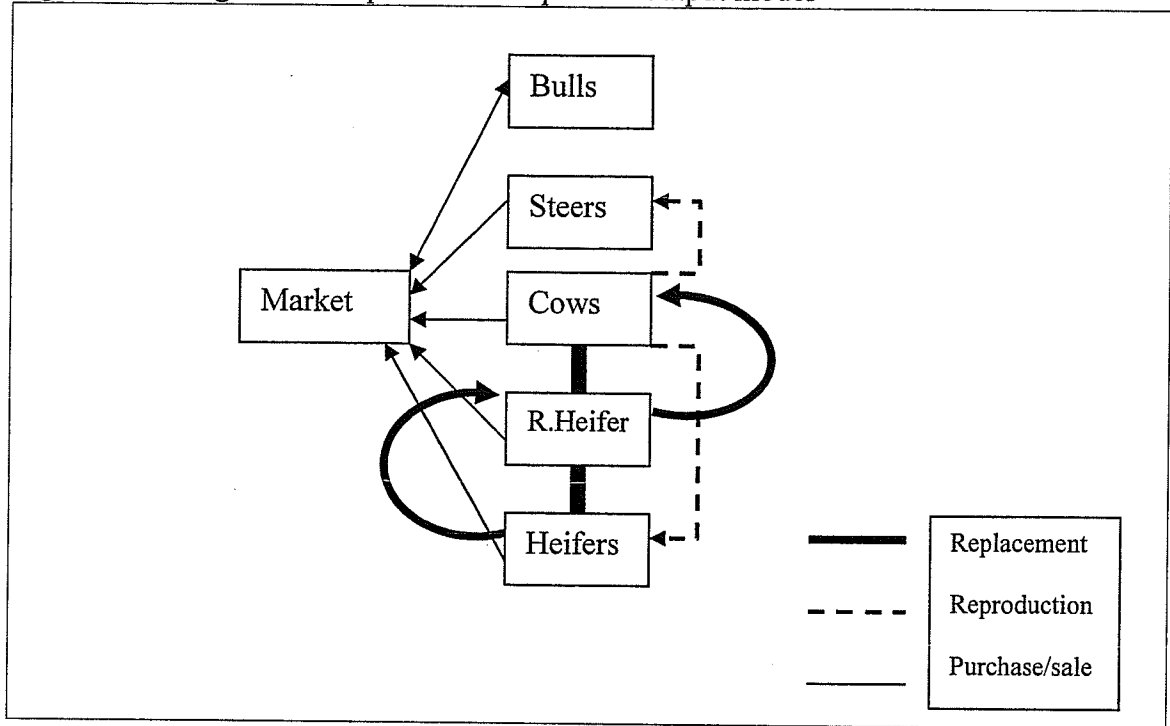 Bulls
Steers
Market
Cows
R.Heifer
Heifers
Replacement
Reproduction
Purchase/sale